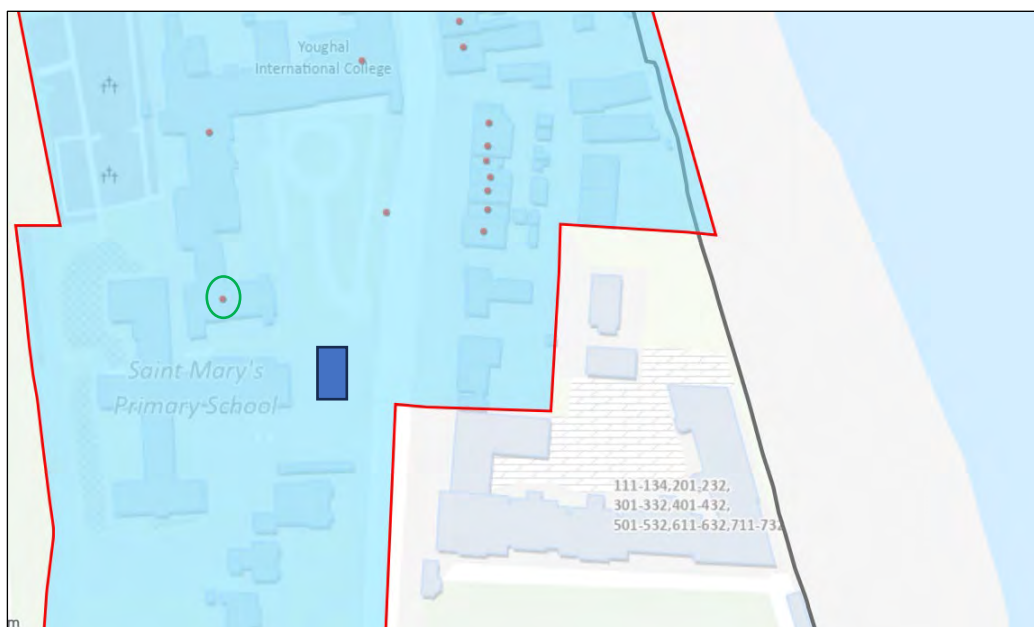 Youghal
International College
Saint Mary's
Primary School
111-134,201,232,
301-332,401-432,
501-532,611-632,711-732
m